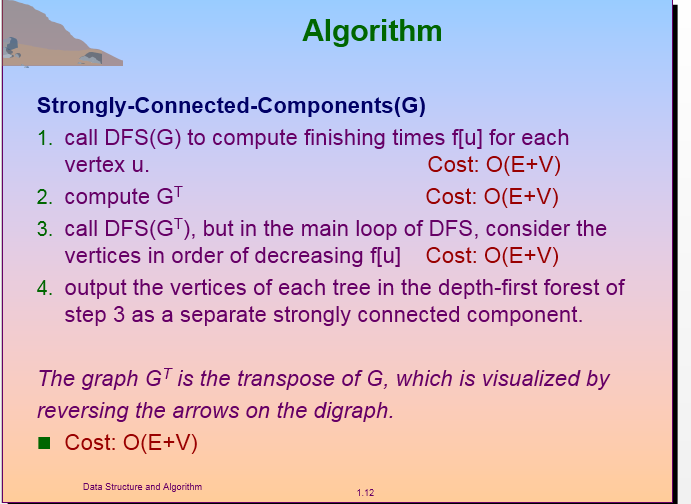 Algorithm
Strongly-Connected-Components(G)
1. call DFS(G) to compute finishing times f[u] for each
vertex u. Cost: O(E+V)
2. compute Gᵀ Cost: O(E+V)
3. call DFS(Gᵀ), but in the main loop of DFS, consider the
vertices in order of decreasing f[u] Cost: O(E+V)
4. output the vertices of each tree in the depth-first forest of
step 3 as a separate strongly connected component.
The graph Gᵀ is the transpose of G, which is visualized by
reversing the arrows on the digraph.
■ Cost: O(E+V)
Data Structure and Algorithm
1.12